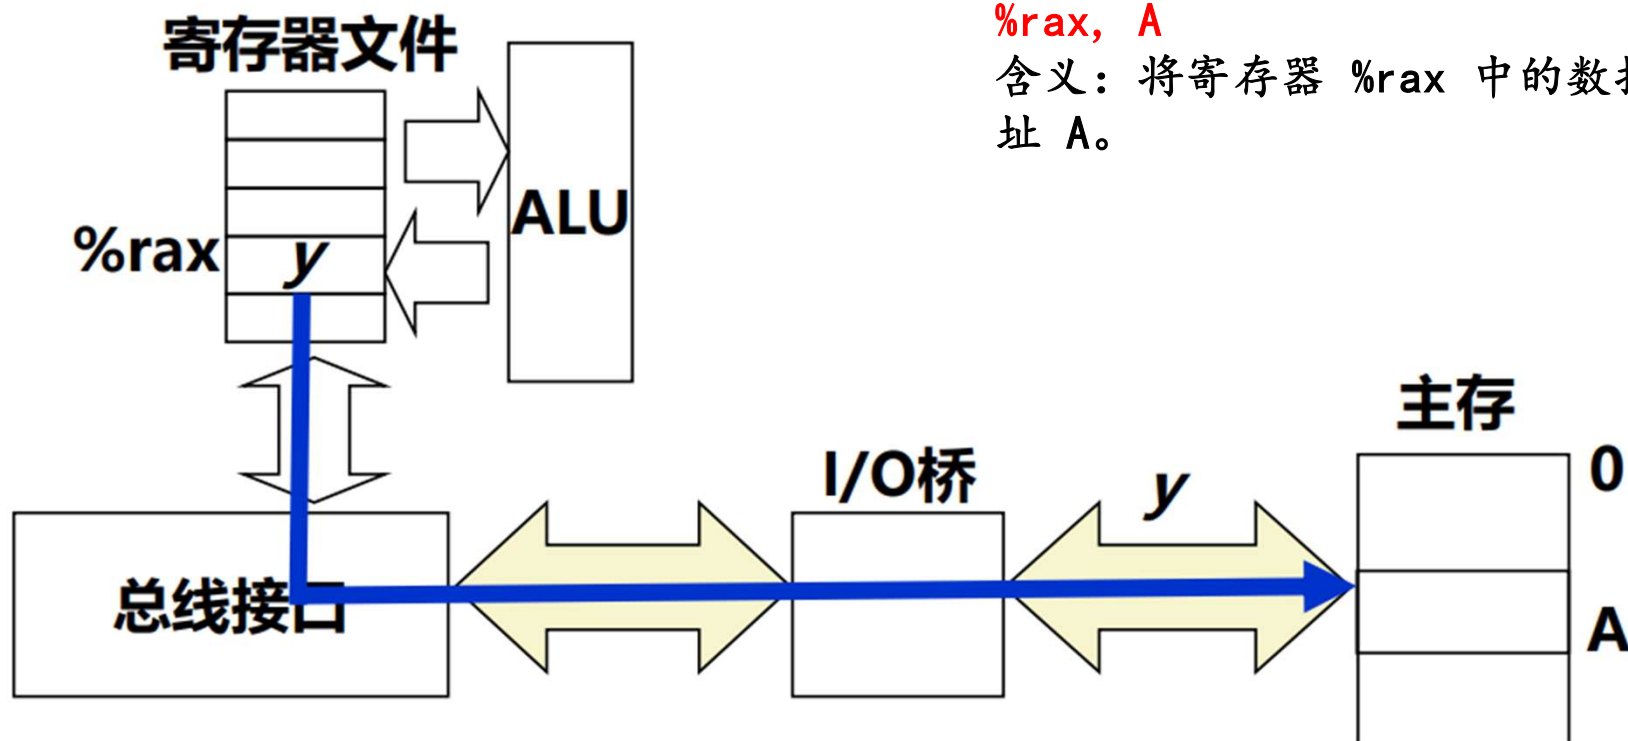 寄存器文件
%rax, A
含义：将寄存器 %rax 中的数
址 A。
ALU
%rax
y
主存
I/O桥
y
0
总线接口
A